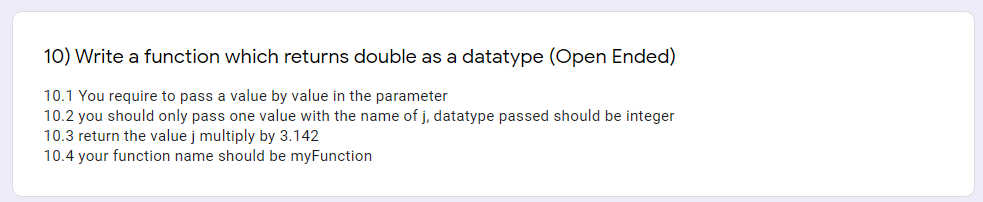 10) Write a function which returns double as a datatype (Open Ended)
10.1 You require to pass a value by value in the parameter
10.2 you should only pass one value with the name of j, datatype passed should be integer
10.3 return the value j multiply by 3.142
10.4 your function name should be myFunction